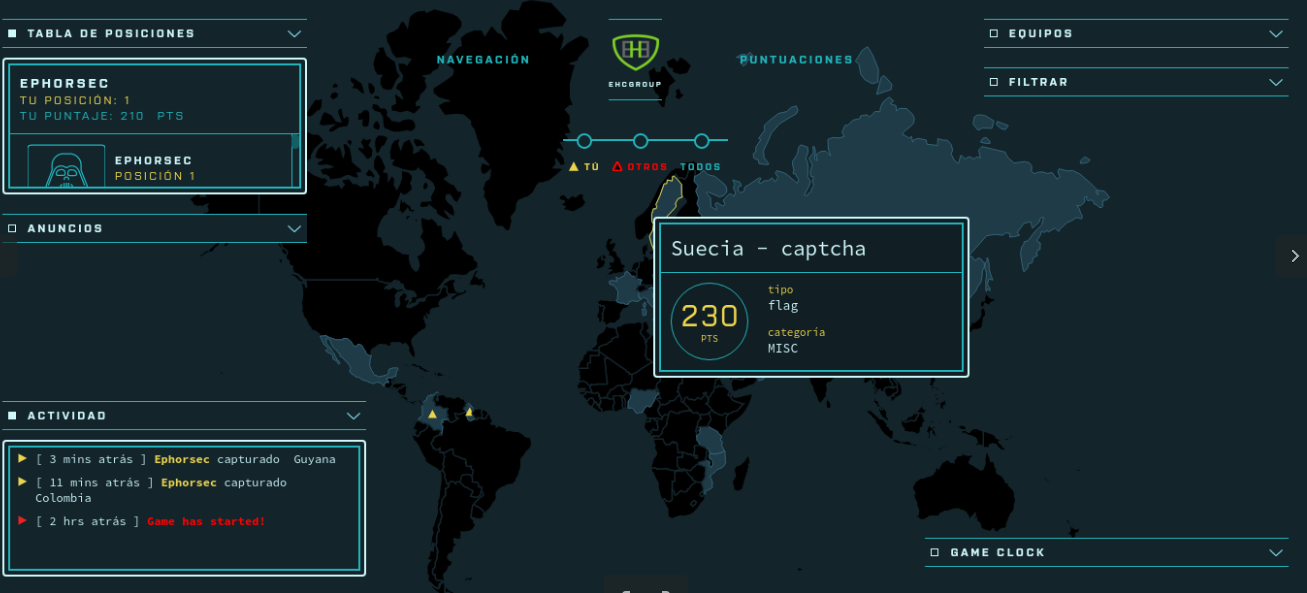 TABLA DE POSICIONES
EPHORSEC
TU POSICIÓN: 1
TU PUNTAJE: 210 PTS
EPHORSEC
POSICIÓN 1
ANUNCIOS
NAVEGACIÓN
EHCGROUP
PUNTUACIONES
TÚ
OTROS
TODOS
EQUIPOS
FILTRAR
Suecia - captcha
230
PTS
tipo
flag
categoría
MISC
ACTIVIDAD
[ 3 mins atrás ] Ephorsec capturado Guyana
[ 11 mins atrás ] Ephorsec capturado
Colombia
[ 2 hrs atrás ] Game has started!
GAME CLOCK